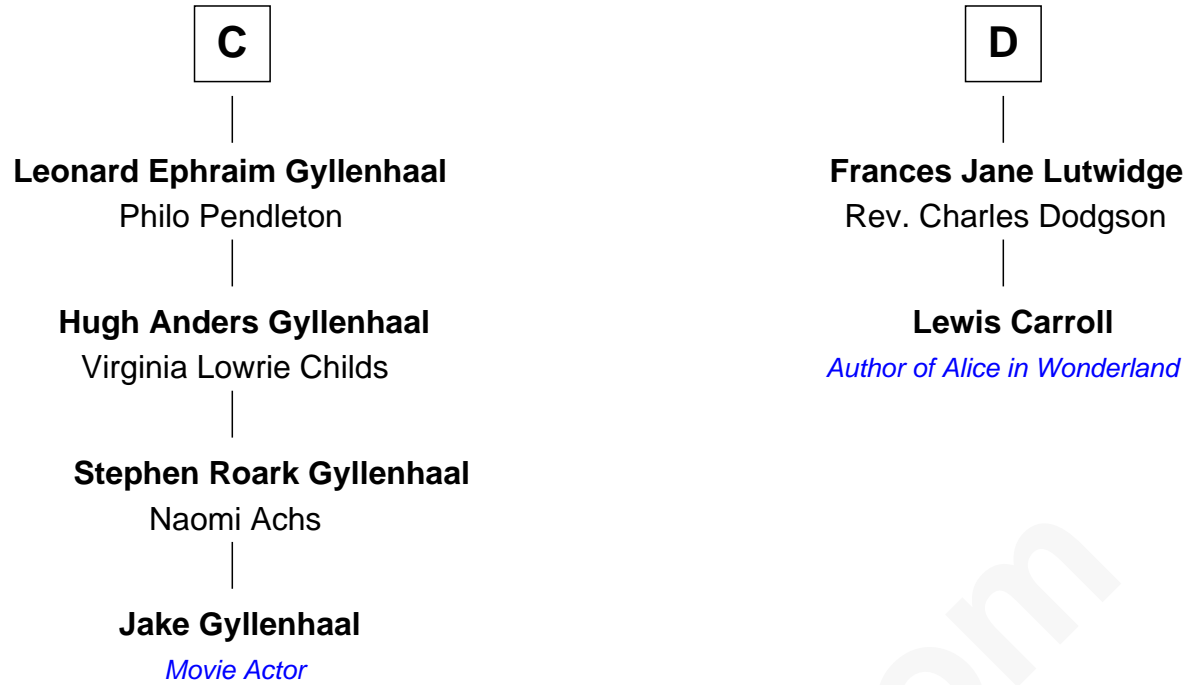 C
Leonard Ephraim Gyllenhaal
Philo Pendleton
Hugh Anders Gyllenhaal
Virginia Lowrie Childs
Stephen Roark Gyllenhaal
Naomi Achs
Jake Gyllenhaal
Movie Actor
D
Frances Jane Lutwidge
Rev. Charles Dodgson
Lewis Carroll
Author of Alice in Wonderland
om